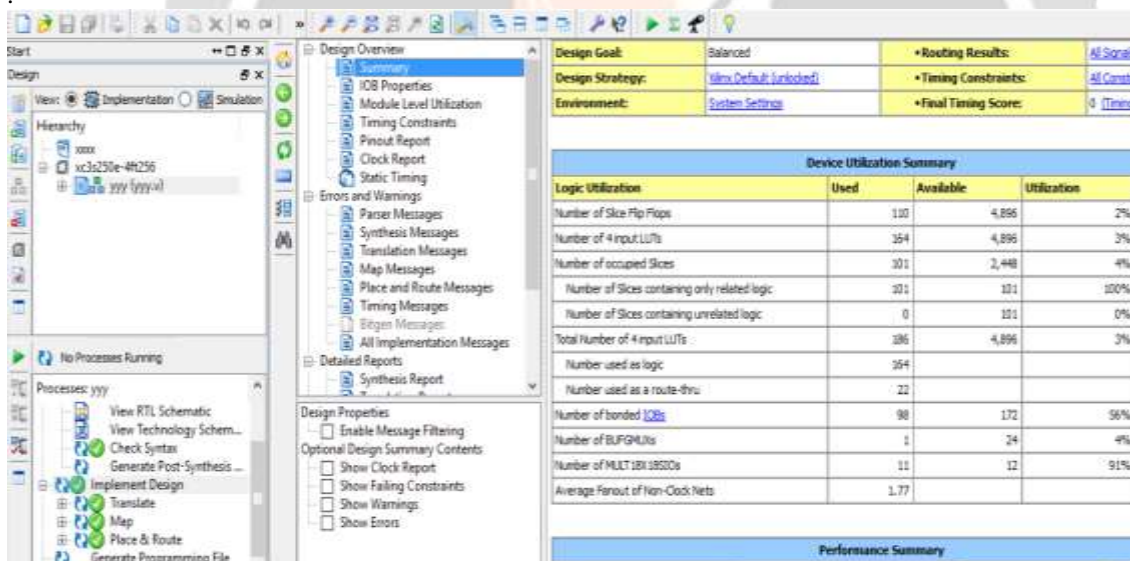 Start
Design
View: Implementation Simulation
Hierarchy
xxxx
xc3s250e-4ft256
yyy (yyy.v)
No Processes Running
Processes: yyy
View RTL Schematic
View Technology Schem...
Check Syntax
Generate Post-Synthesis ...
Implement Design
Translate
Map
Place & Route
Generate Programming File
Design Overview
Summary
IOB Properties
Module Level Utilization
Timing Constraints
Pinout Report
Clock Report
Static Timing
Errors and Warnings
Parser Messages
Synthesis Messages
Translation Messages
Map Messages
Place and Route Messages
Timing Messages
Bitgen Messages
All Implementation Messages
Detailed Reports
Synthesis Report
Design Properties
Enable Message Filtering
Optional Design Summary Contents
Show Clock Report
Show Failing Constraints
Show Warnings
Show Errors
Design Goal: Balanced •Routing Results: All Signal
Design Strategy: Xilinx Default (unlocked) •Timing Constraints: All Const
Environment: System Settings •Final Timing Score: 0 (Timing
Device Utilization Summary
Logic Utilization Used Available Utilization
Number of Slice Flip Flops 110 4,896 2%
Number of 4 input LUTs 164 4,896 3%
Number of occupied Slices 101 2,448 4%
Number of Slices containing only related logic 101 101 100%
Number of Slices containing unrelated logic 0 101 0%
Total Number of 4 input LUTs 186 4,896 3%
Number used as logic 164
Number used as a route-thru 22
Number of bonded IOBs 98 172 56%
Number of BUFGMUXs 1 24 4%
Number of MULT18X18SIOs 11 12 91%
Average Fanout of Non-Clock Nets 1.77
Performance Summary